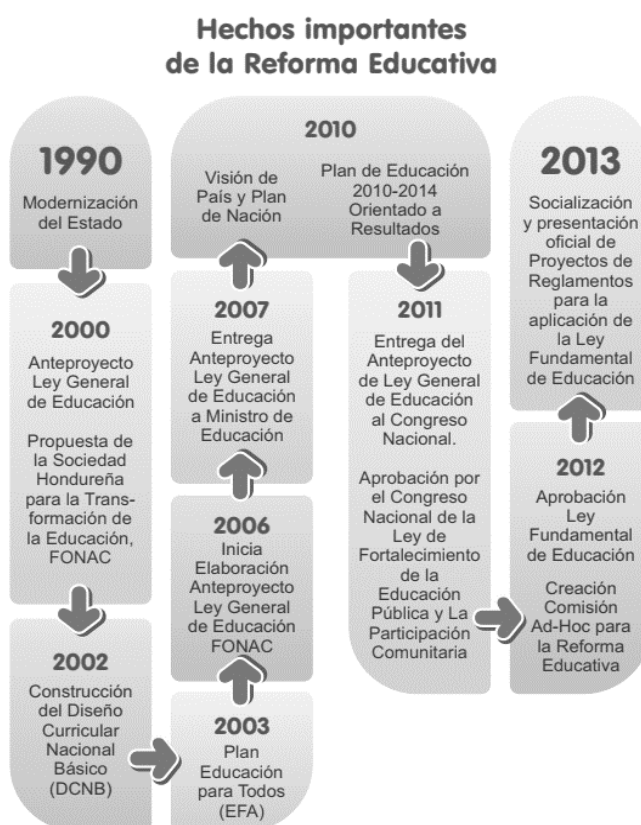 Hechos importantes
de la Reforma Educativa
1990
Modernización
del Estado
2000
Anteproyecto
Ley General
de Educación
Propuesta de
la Sociedad
Hondureña
para la Trans-
formación de
la Educación,
FONAC
2002
Construcción
del Diseño
Curricular
Nacional
Básico
(DCNB)
2003
Plan
Educación
para Todos
(EFA)
2006
Inicia
Elaboración
Anteproyecto
Ley General
de Educación
FONAC
2007
Entrega
Anteproyecto
Ley General
de Educación
a Ministro de
Educación
2010
Visión de
País y Plan
de Nación
Plan de Educación
2010-2014
Orientado a
Resultados
2011
Entrega del
Anteproyecto
de Ley General
de Educación
al Congreso
Nacional.
Aprobación por
el Congreso
Nacional de la
Ley de
Fortalecimiento
de la
Educación
Pública y La
Participación
Comunitaria
2012
Aprobación
Ley
Fundamental
de Educación
Creación
Comisión
Ad-Hoc para
la Reforma
Educativa
2013
Socialización
y presentación
oficial de
Proyectos de
Reglamentos
para la
aplicación de
la Ley
Fundamental
de Educación